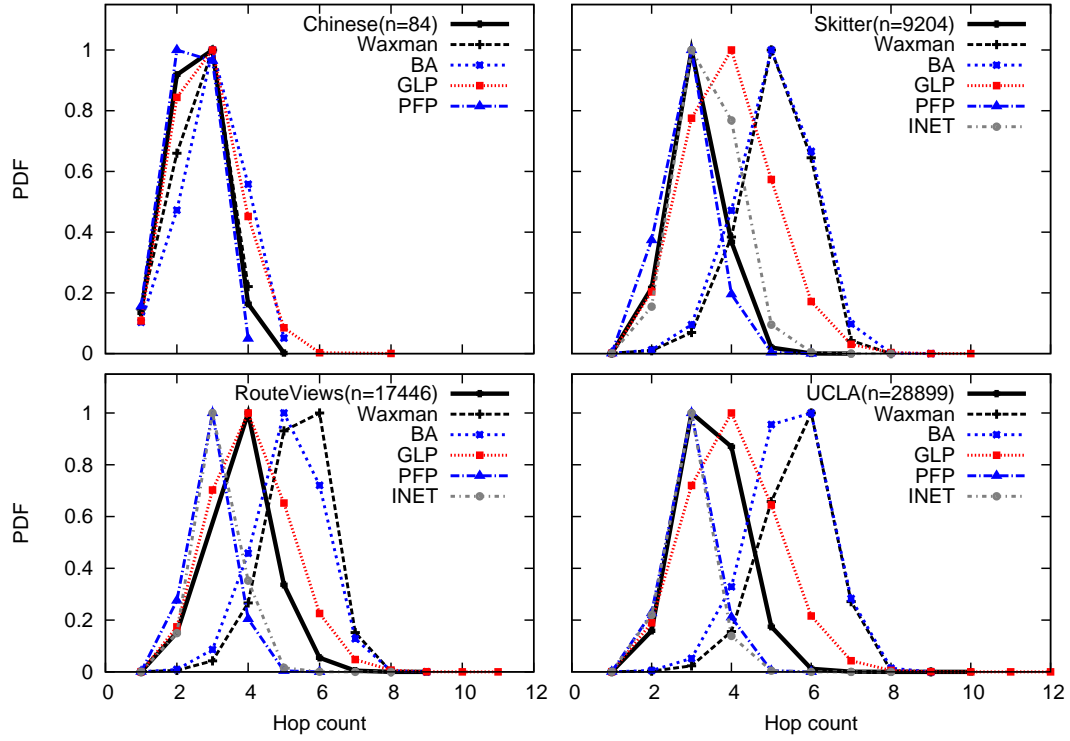 Chinese(n=84)
Waxman
BA
GLP
PFP
PDF
1
0.8
0.6
0.4
0.2
0
Skitter(n=9204)
Waxman
BA
GLP
PFP
INET
RouteViews(n=17446)
Waxman
BA
GLP
PFP
INET
PDF
1
0.8
0.6
0.4
0.2
0
0 2 4 6 8 10 12
Hop count
UCLA(n=28899)
Waxman
BA
GLP
PFP
INET
2 4 6 8 10 12
Hop count